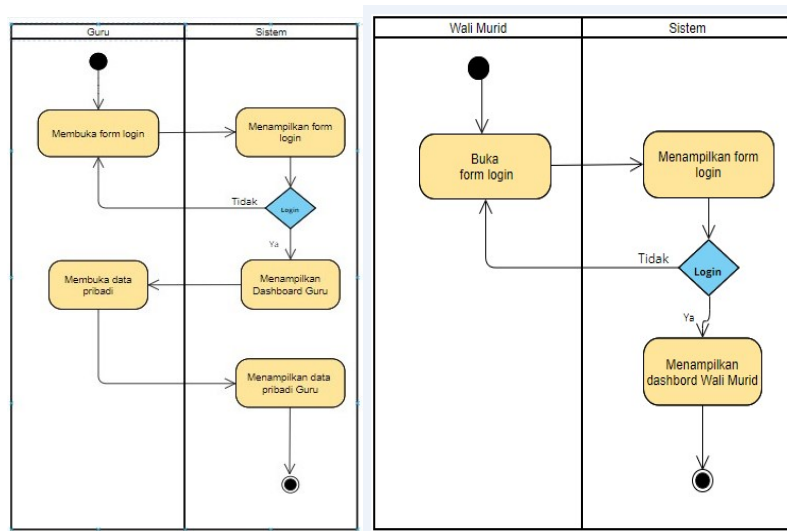 Guru
Sistem
Membuka form login
Menampilkan form
login
Tidak
Login
Ya
Membuka data
pribadi
Menampilkan
Dashboard Guru
Menampilkan data
pribadi Guru
Wali Murid
Sistem
Buka
form login
Menampilkan form
login
Tidak
Login
Ya
Menampilkan
dashbord Wali Murid